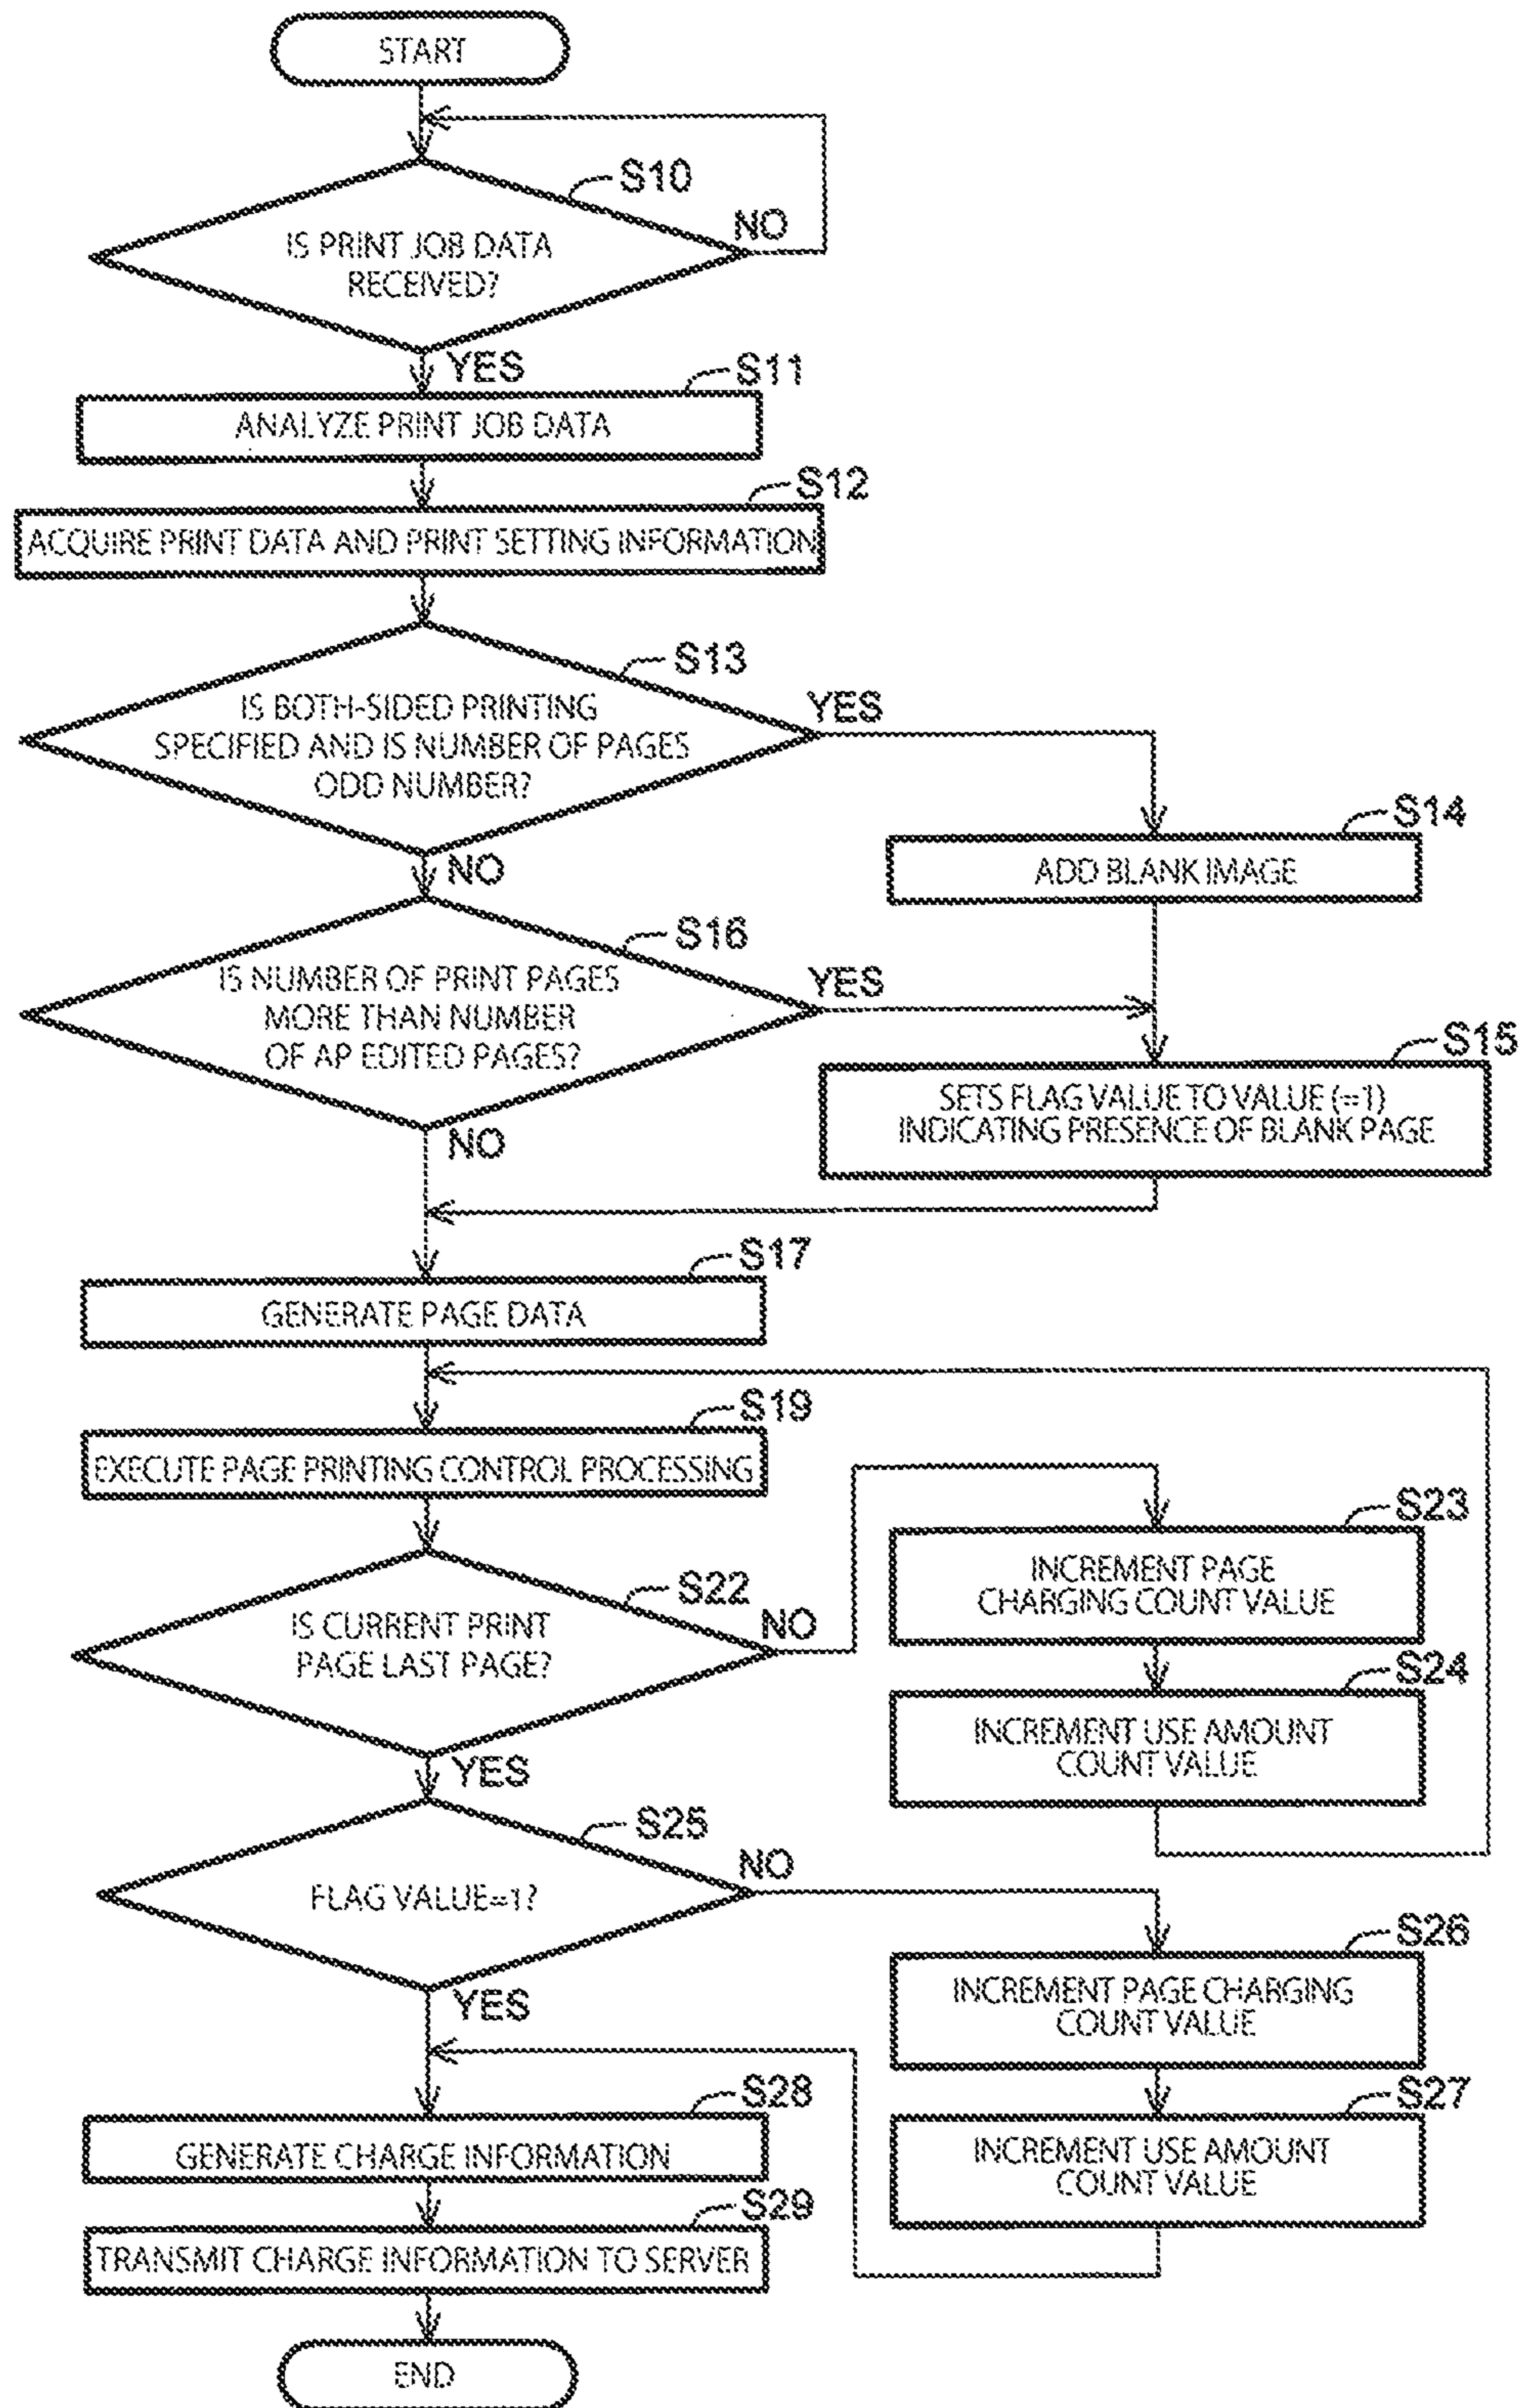 START
S10
NO
IS PRINT JOB DATA
RECEIVED?
YES
S11
ANALYZE PRINT JOB DATA
S12
ACQUIRE PRINT DATA AND PRINT SETTING INFORMATION
S13
YES
IS BOTH-SIDED PRINTING
SPECIFIED AND IS NUMBER OF PAGES
ODD NUMBER?
NO
S14
ADD BLANK IMAGE
S16
YES
IS NUMBER OF PRINT PAGES
MORE THAN NUMBER
OF AP EDITED PAGES?
NO
S15
SETS FLAG VALUE TO VALUE (=1)
INDICATING PRESENCE OF BLANK PAGE
S17
GENERATE PAGE DATA
S19
EXECUTE PAGE PRINTING CONTROL PROCESSING
S22
NO
IS CURRENT PRINT
PAGE LAST PAGE?
YES
S23
INCREMENT PAGE
CHARGING COUNT VALUE
S24
INCREMENT USE AMOUNT
COUNT VALUE
S25
NO
FLAG VALUE=1?
YES
S26
INCREMENT PAGE CHARGING
COUNT VALUE
S27
INCREMENT USE AMOUNT
COUNT VALUE
S28
GENERATE CHARGE INFORMATION
S29
TRANSMIT CHARGE INFORMATION TO SERVER
END